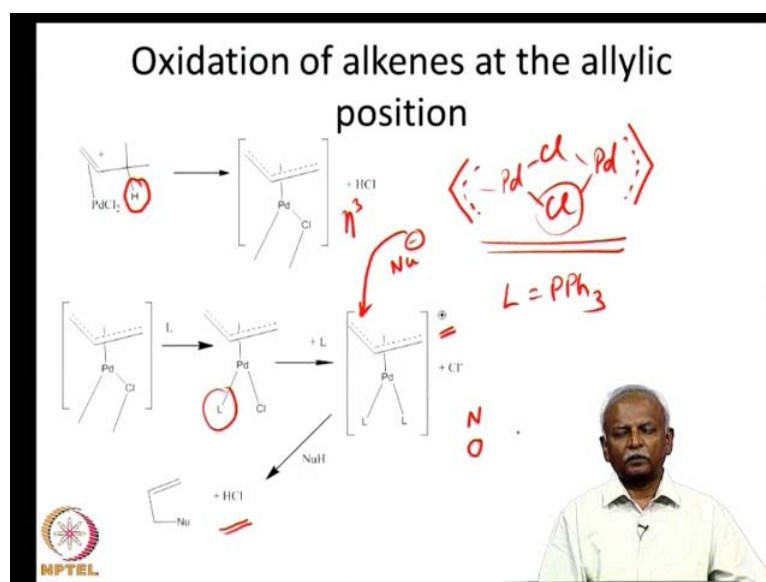 Oxidation of alkenes at the allylic
position
+
H
PdCl2
Pd
Cl
+ HCl
η3
Pd Cl Pd
Cl
L = PPh3
⊖
Nu
Pd
Cl
L
Pd
L
Cl
+ L
Pd
L
L
⊕
+ Cl-
N
O
NuH
Nu
+ HCl
NPTEL